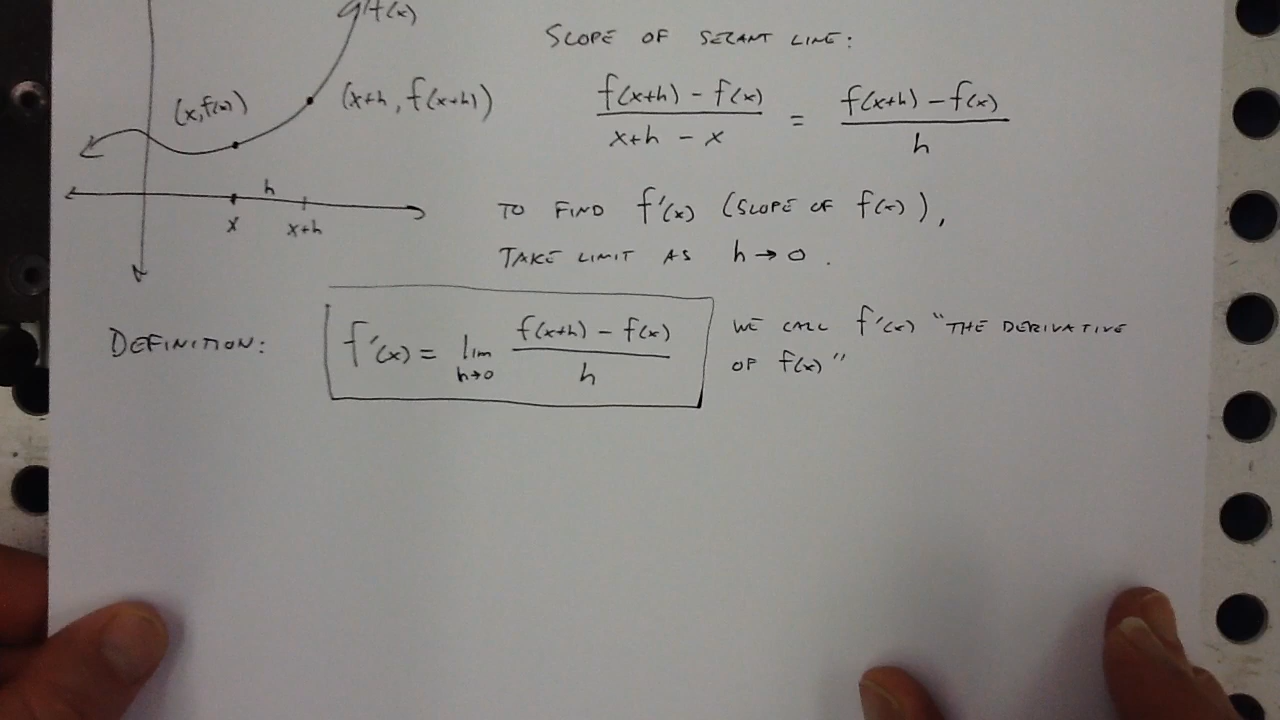 SLOPE OF SECANT LINE:
(x, f(x))
(x+h, f(x+h))
f(x+h) - f(x) / x+h - x = f(x+h) - f(x) / h
h
x
x+h
TO FIND f'(x) (SLOPE OF f(x)),
TAKE LIMIT AS h→0.
DEFINITION:
f'(x) = lim h→0 f(x+h) - f(x) / h
WE CALL f'(x) "THE DERIVATIVE
OF f(x)"